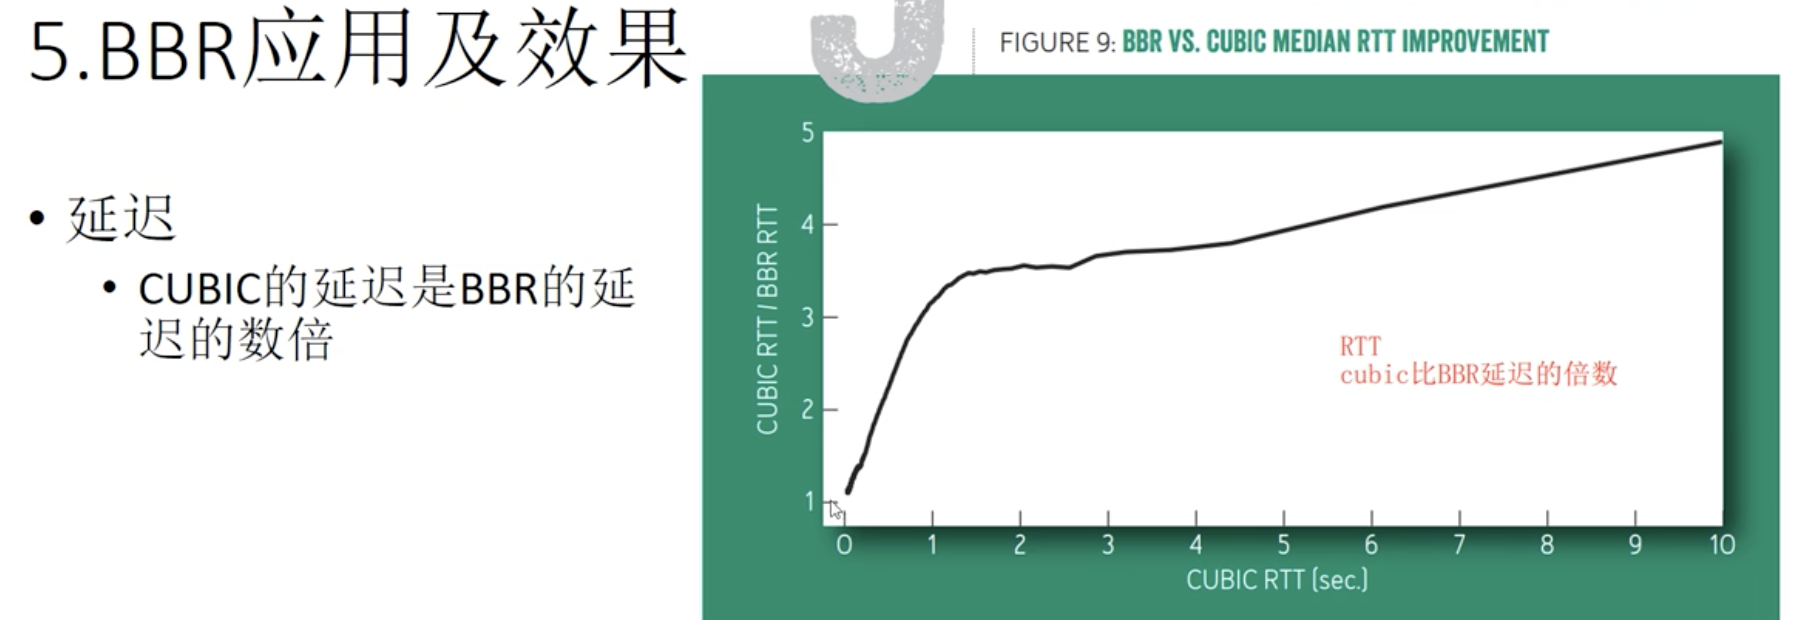 5.BBR应用及效果
• 延迟
• CUBIC的延迟是BBR的延
迟的数倍
J
FIGURE 9: BBR VS. CUBIC MEDIAN RTT IMPROVEMENT
CUBIC RTT / BBR RTT
5
4
3
2
1
RTT
cubic比BBR延迟的倍数
0 1 2 3 4 5 6 7 8 9 10
CUBIC RTT (sec.)